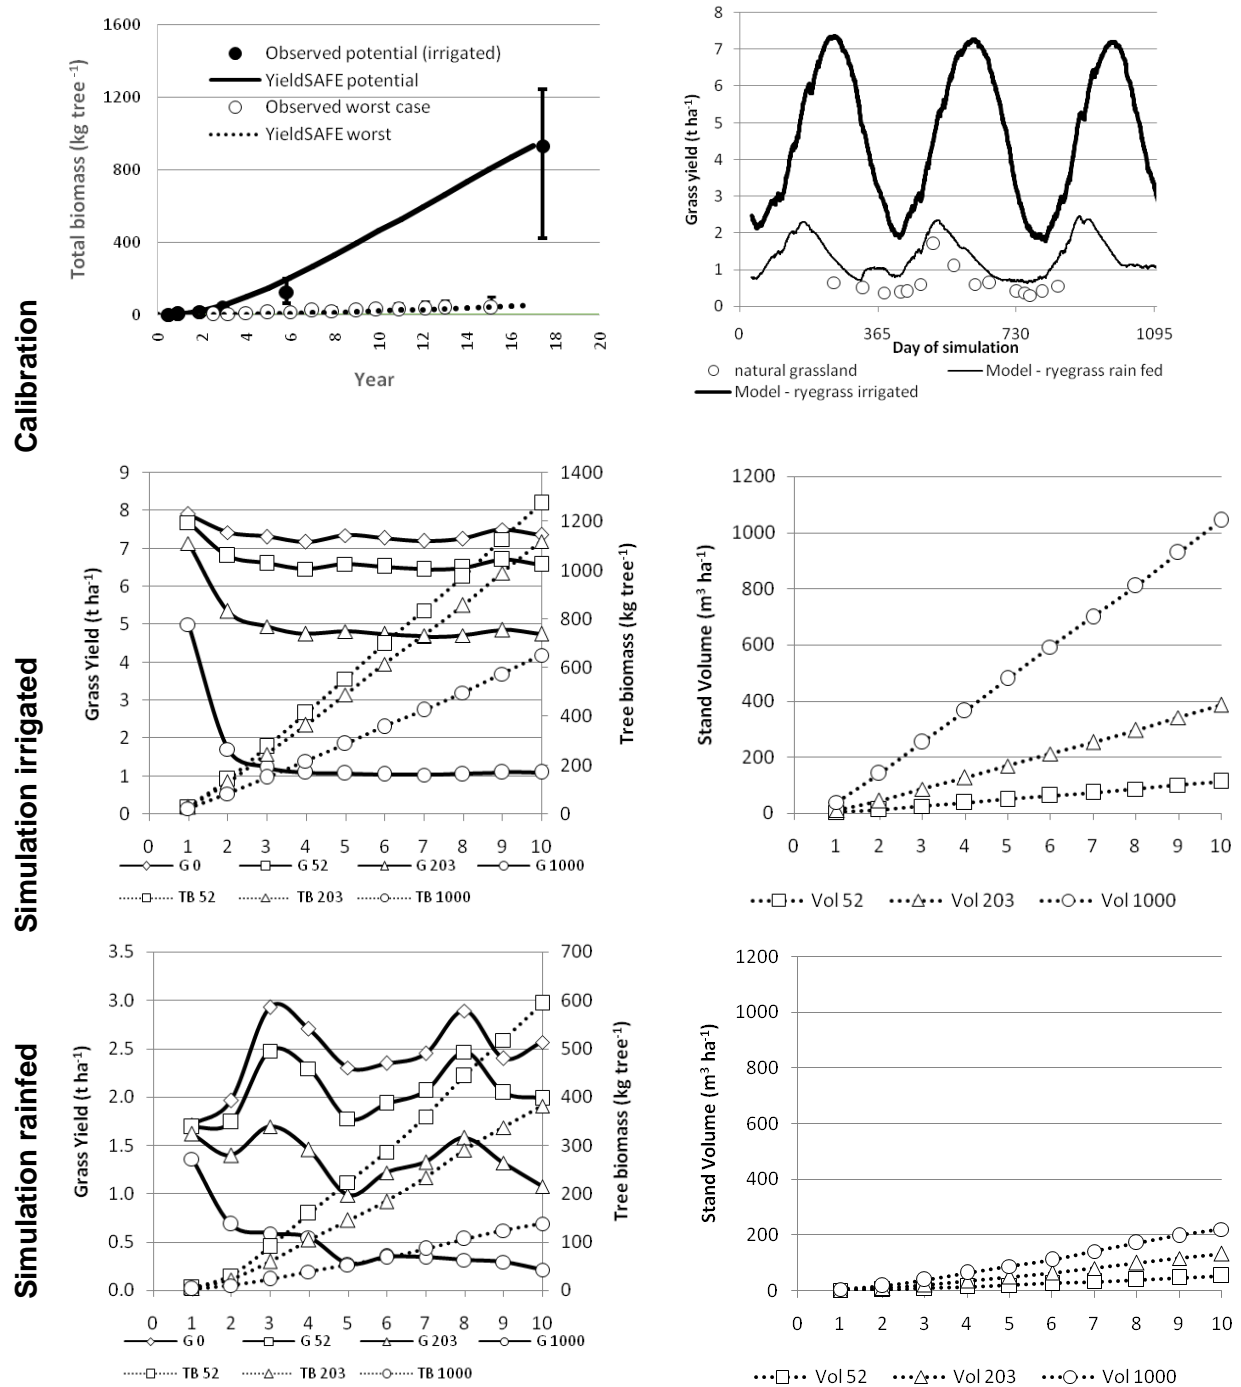 Calibration
1600
1200
800
400
0
Total biomass (kg tree -1)
Observed potential (irrigated)
YieldSAFE potential
Observed worst case
YieldSAFE worst
0 2 4 6 8 10 12 14 16 18 20
Year
8
7
6
5
4
3
2
1
0
Grass yield (t ha-1)
0 365 730 1095
Day of simulation
natural grassland
Model - ryegrass rain fed
Model - ryegrass irrigated
Simulation irrigated
9
8
7
6
5
4
3
2
1
0
Grass Yield (t ha-1)
1400
1200
1000
800
600
400
200
0
Tree biomass (kg tree-1)
0 1 2 3 4 5 6 7 8 9 10
G 0 G 52 G 203 G 1000
TB 52 TB 203 TB 1000
1200
1000
800
600
400
200
0
Stand Volume (m3 ha-1)
0 1 2 3 4 5 6 7 8 9 10
Vol 52 Vol 203 Vol 1000
Simulation rainfed
3.5
3.0
2.5
2.0
1.5
1.0
0.5
0.0
Grass Yield (t ha-1)
700
600
500
400
300
200
100
0
Tree biomass (kg tree-1)
0 1 2 3 4 5 6 7 8 9 10
G 0 G 52 G 203 G 1000
TB 52 TB 203 TB 1000
1200
1000
800
600
400
200
0
Stand Volume (m3 ha-1)
0 1 2 3 4 5 6 7 8 9 10
Vol 52 Vol 203 Vol 1000